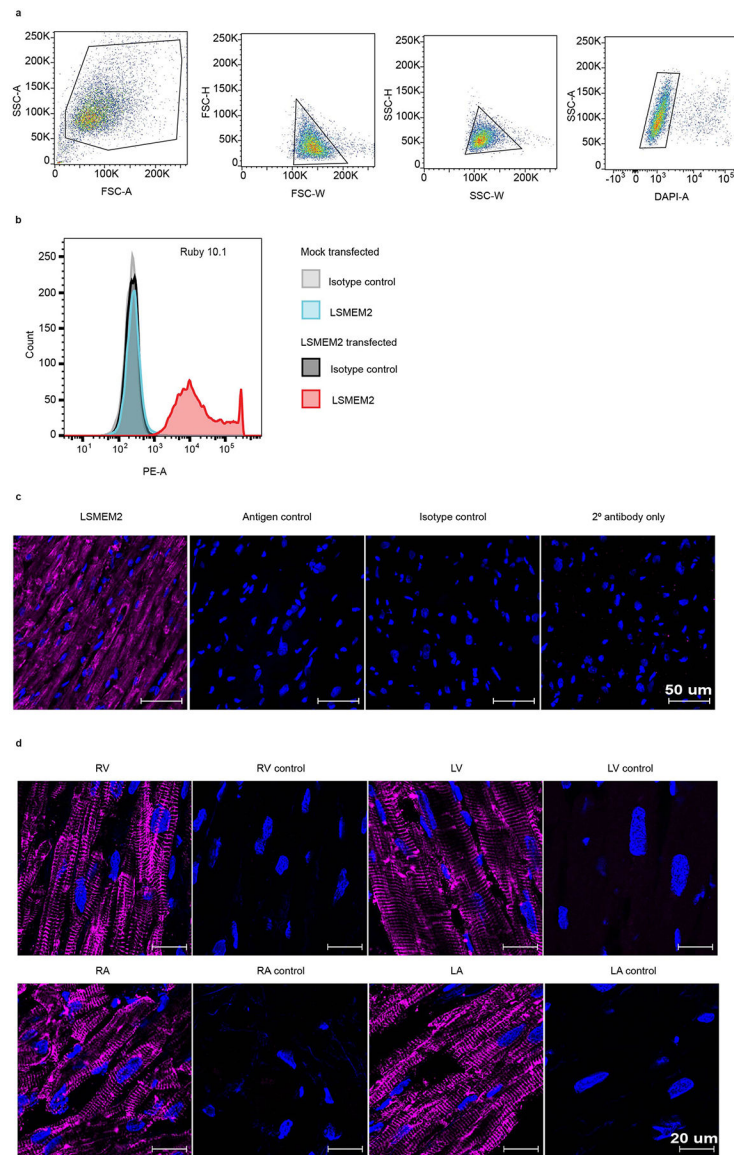 a
250K
200K
150K
100K
50K
0
SSC-A
0
100K
200K
FSC-A
250K
200K
150K
100K
50K
0
FSC-H
100K
200K
FSC-W
250K
200K
150K
100K
50K
0
SSC-H
100K
200K
SSC-W
250K
200K
150K
100K
50K
0
SSC-A
-10³ 0 10³ 10⁴ 10⁵
DAPI-A
b
Ruby 10.1
250
200
150
100
50
0
Count
10¹ 10² 10³ 10⁴ 10⁵
PE-A
Mock transfected
Isotype control
LSMEM2
LSMEM2 transfected
Isotype control
LSMEM2
c
LSMEM2 Antigen control Isotype control 2º antibody only
50 um
d
RV RV control LV LV control
RA RA control LA LA control
20 um